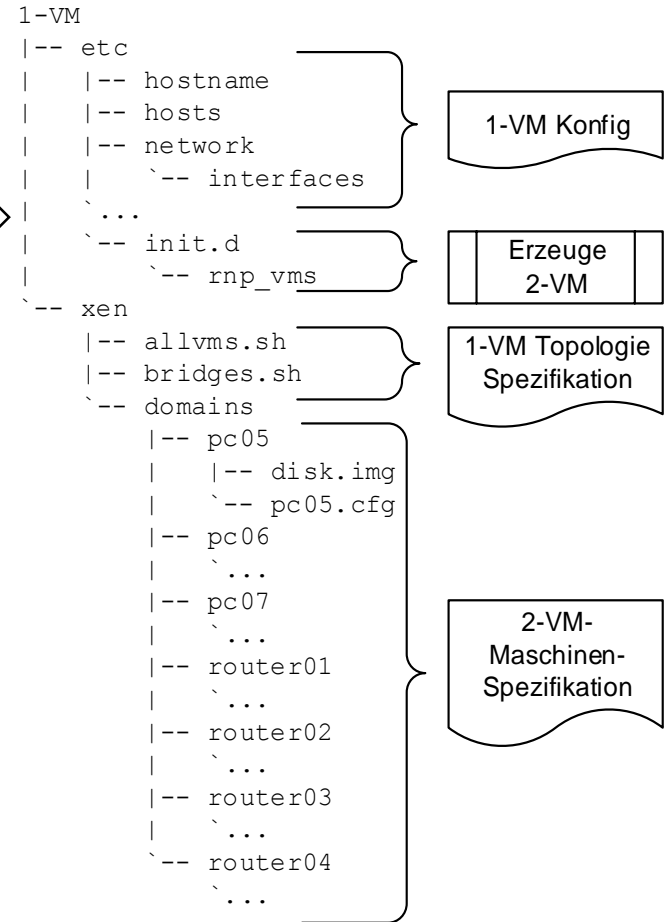 1-VM
|-- etc
|   |-- hostname
|   |-- hosts
|   |-- network
|   |   `-- interfaces
|   `...
|   `-- init.d
|       `-- rnp_vms
`-- xen
    |-- allvms.sh
    |-- bridges.sh
    `-- domains
        |-- pc05
        |   |-- disk.img
        |   `-- pc05.cfg
        |-- pc06
        |   `...
        |-- pc07
        |   `...
        |-- router01
        |   `...
        |-- router02
        |   `...
        |-- router03
        |   `...
        `-- router04
            `...
1-VM Konfig
Erzeuge
2-VM
1-VM Topologie
Spezifikation
2-VM-
Maschinen-
Spezifikation